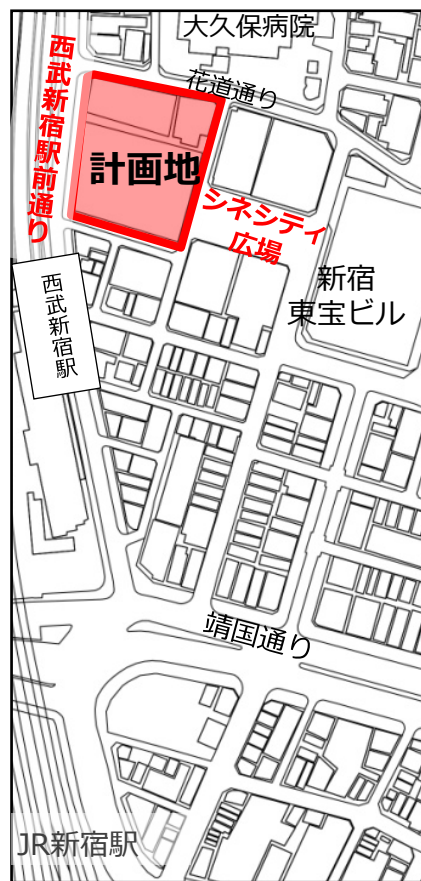 大久保病院
花道通り
西武新宿駅前通り
計画地
シネシティ
広場
新宿
東宝ビル
西武新宿駅
靖国通り
JR新宿駅